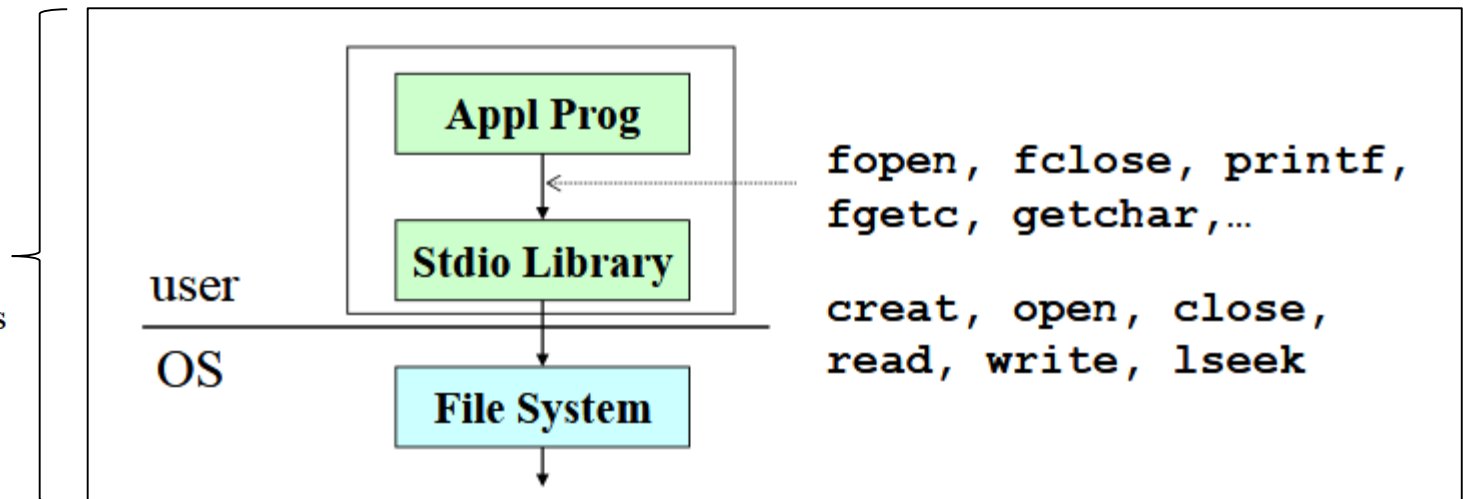 Appl Prog
fopen, fclose, printf,
fgetc, getchar,…
Stdio Library
user
s
creat, open, close,
read, write, lseek
OS
File System